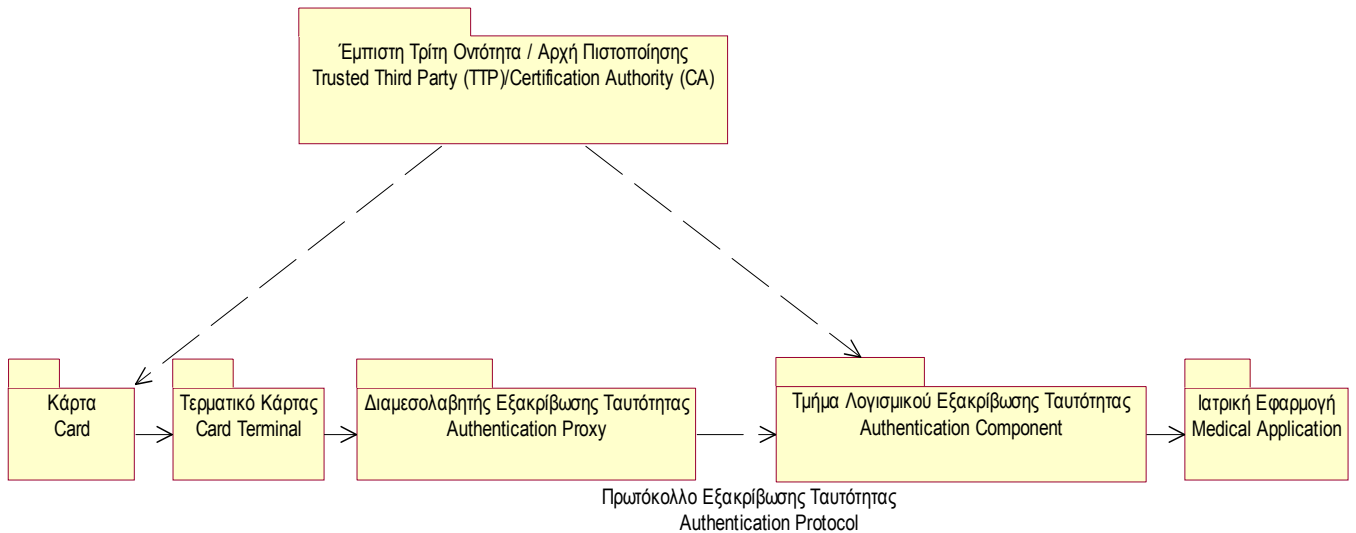 Έμπιστη Τρίτη Οντότητα / Αρχή Πιστοποίησης
Trusted Third Party (TTP)/Certification Authority (CA)
Κάρτα
Card
Τερματικό Κάρτας
Card Terminal
Διαμεσολαβητής Εξακρίβωσης Ταυτότητας
Authentication Proxy
Τμήμα Λογισμικού Εξακρίβωσης Ταυτότητας
Authentication Component
Ιατρική Εφαρμογή
Medical Application
Πρωτόκολλο Εξακρίβωσης Ταυτότητας
Authentication Protocol